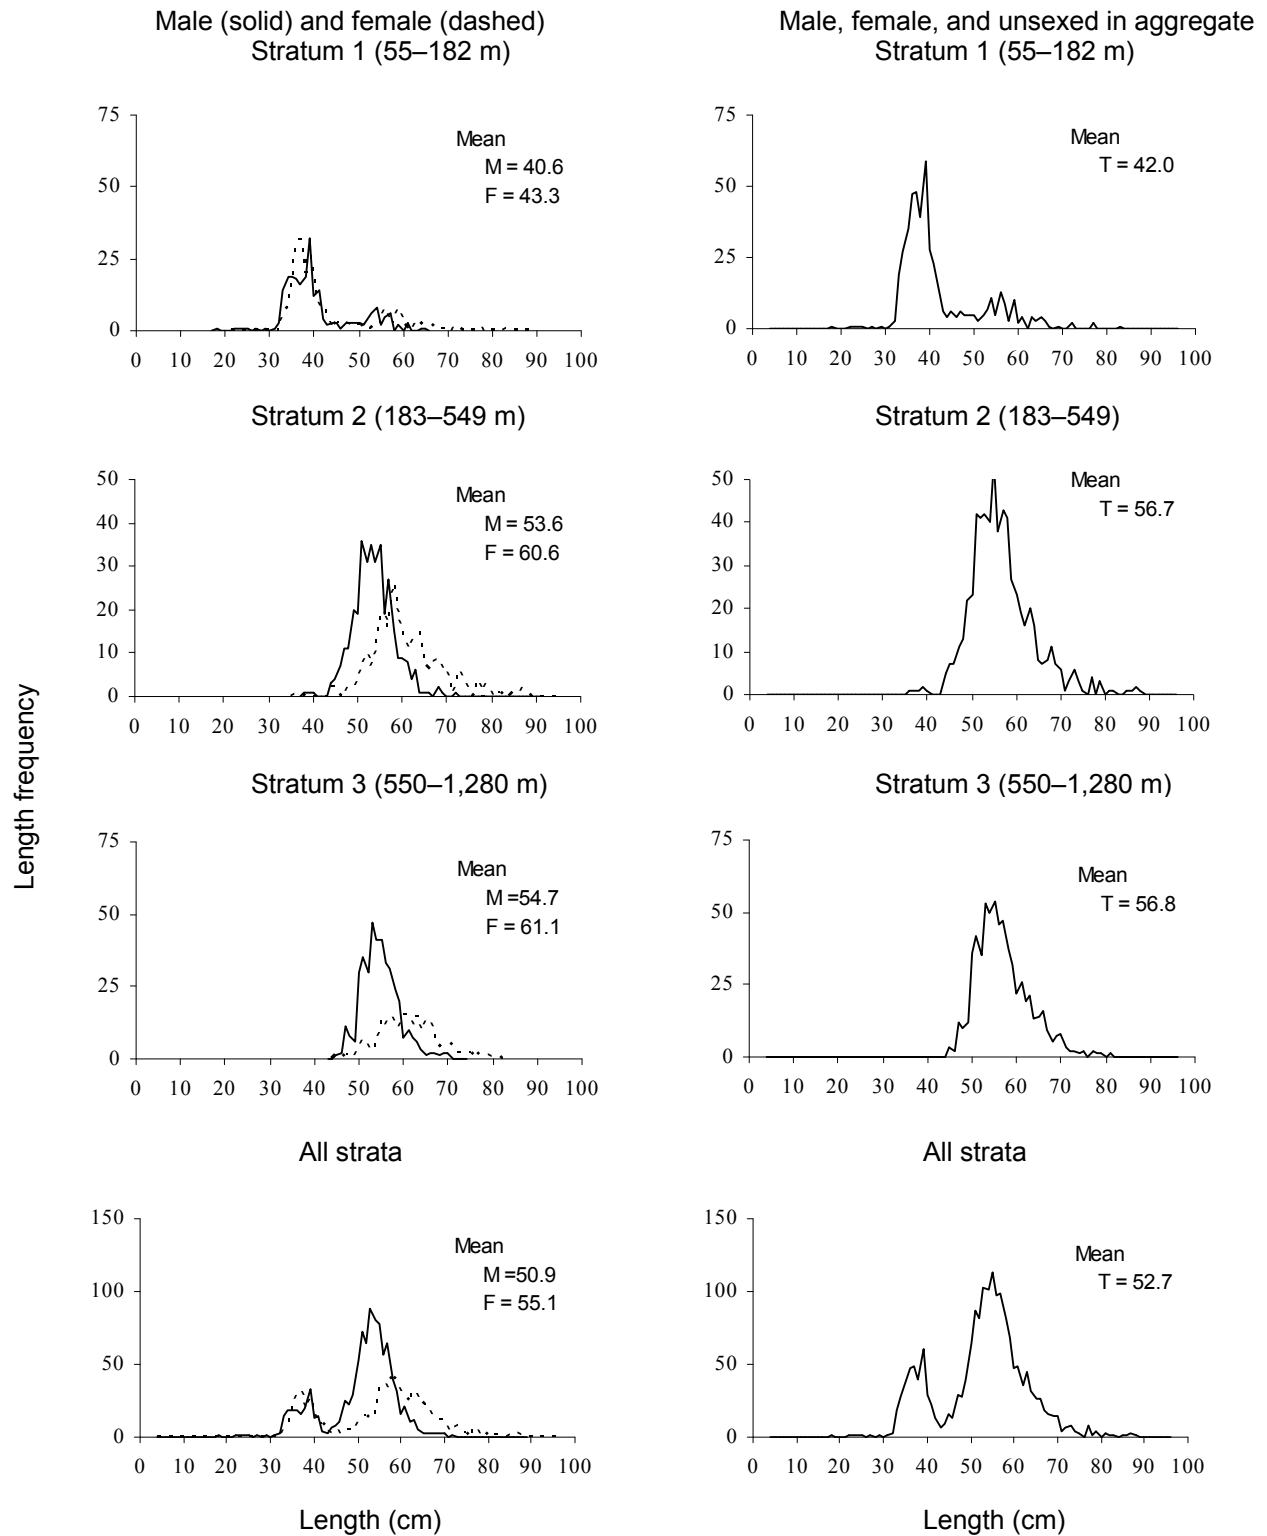 Male (solid) and female (dashed)
Stratum 1 (55–182 m)
75
50
25
0
Mean
M = 40.6
F = 43.3
0 10 20 30 40 50 60 70 80 90 100
Male, female, and unsexed in aggregate
Stratum 1 (55–182 m)
75
50
25
0
Mean
T = 42.0
0 10 20 30 40 50 60 70 80 90 100
Length frequency
Stratum 2 (183–549 m)
50
40
30
20
10
0
Mean
M = 53.6
F = 60.6
0 10 20 30 40 50 60 70 80 90 100
Stratum 2 (183–549)
50
40
30
20
10
0
Mean
T = 56.7
0 10 20 30 40 50 60 70 80 90 100
Stratum 3 (550–1,280 m)
75
50
25
0
Mean
M =54.7
F = 61.1
0 10 20 30 40 50 60 70 80 90 100
Stratum 3 (550–1,280 m)
75
50
25
0
Mean
T = 56.8
0 10 20 30 40 50 60 70 80 90 100
All strata
150
100
50
0
Mean
M =50.9
F = 55.1
0 10 20 30 40 50 60 70 80 90 100
Length (cm)
All strata
150
100
50
0
Mean
T = 52.7
0 10 20 30 40 50 60 70 80 90 100
Length (cm)